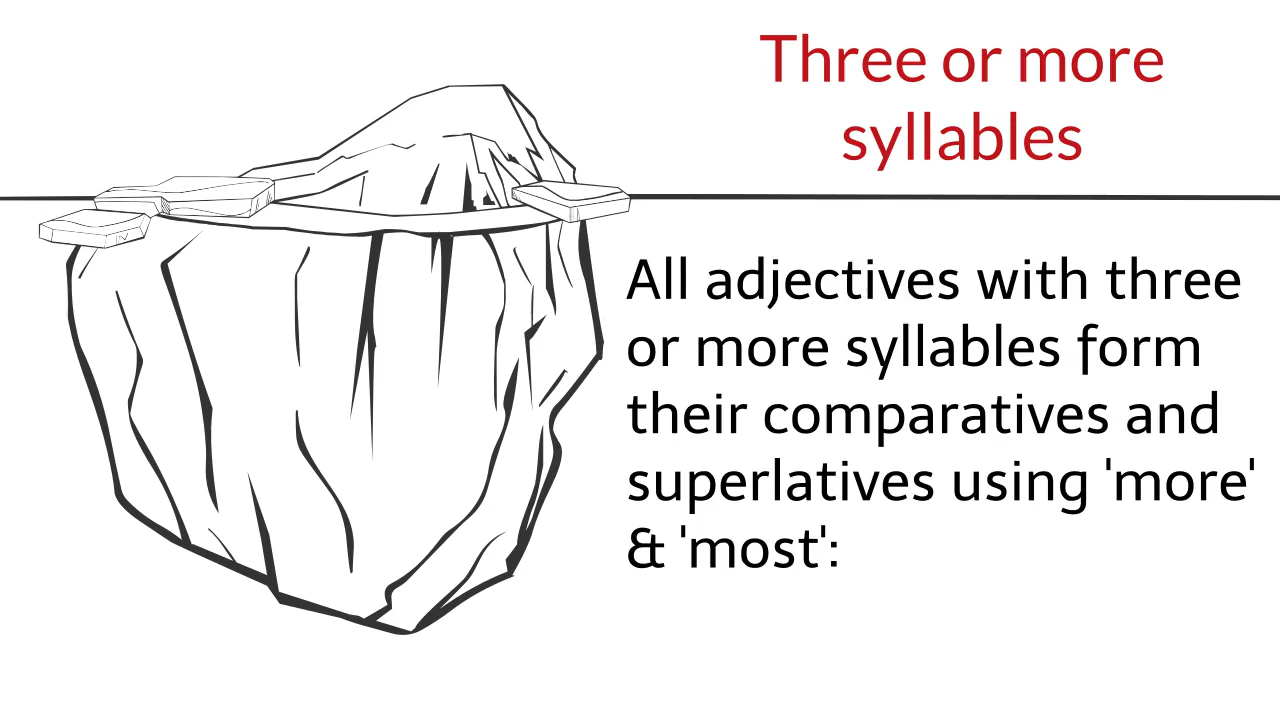 Three or more
syllables
All adjectives with three
or more syllables form
their comparatives and
superlatives using 'more'
& 'most':